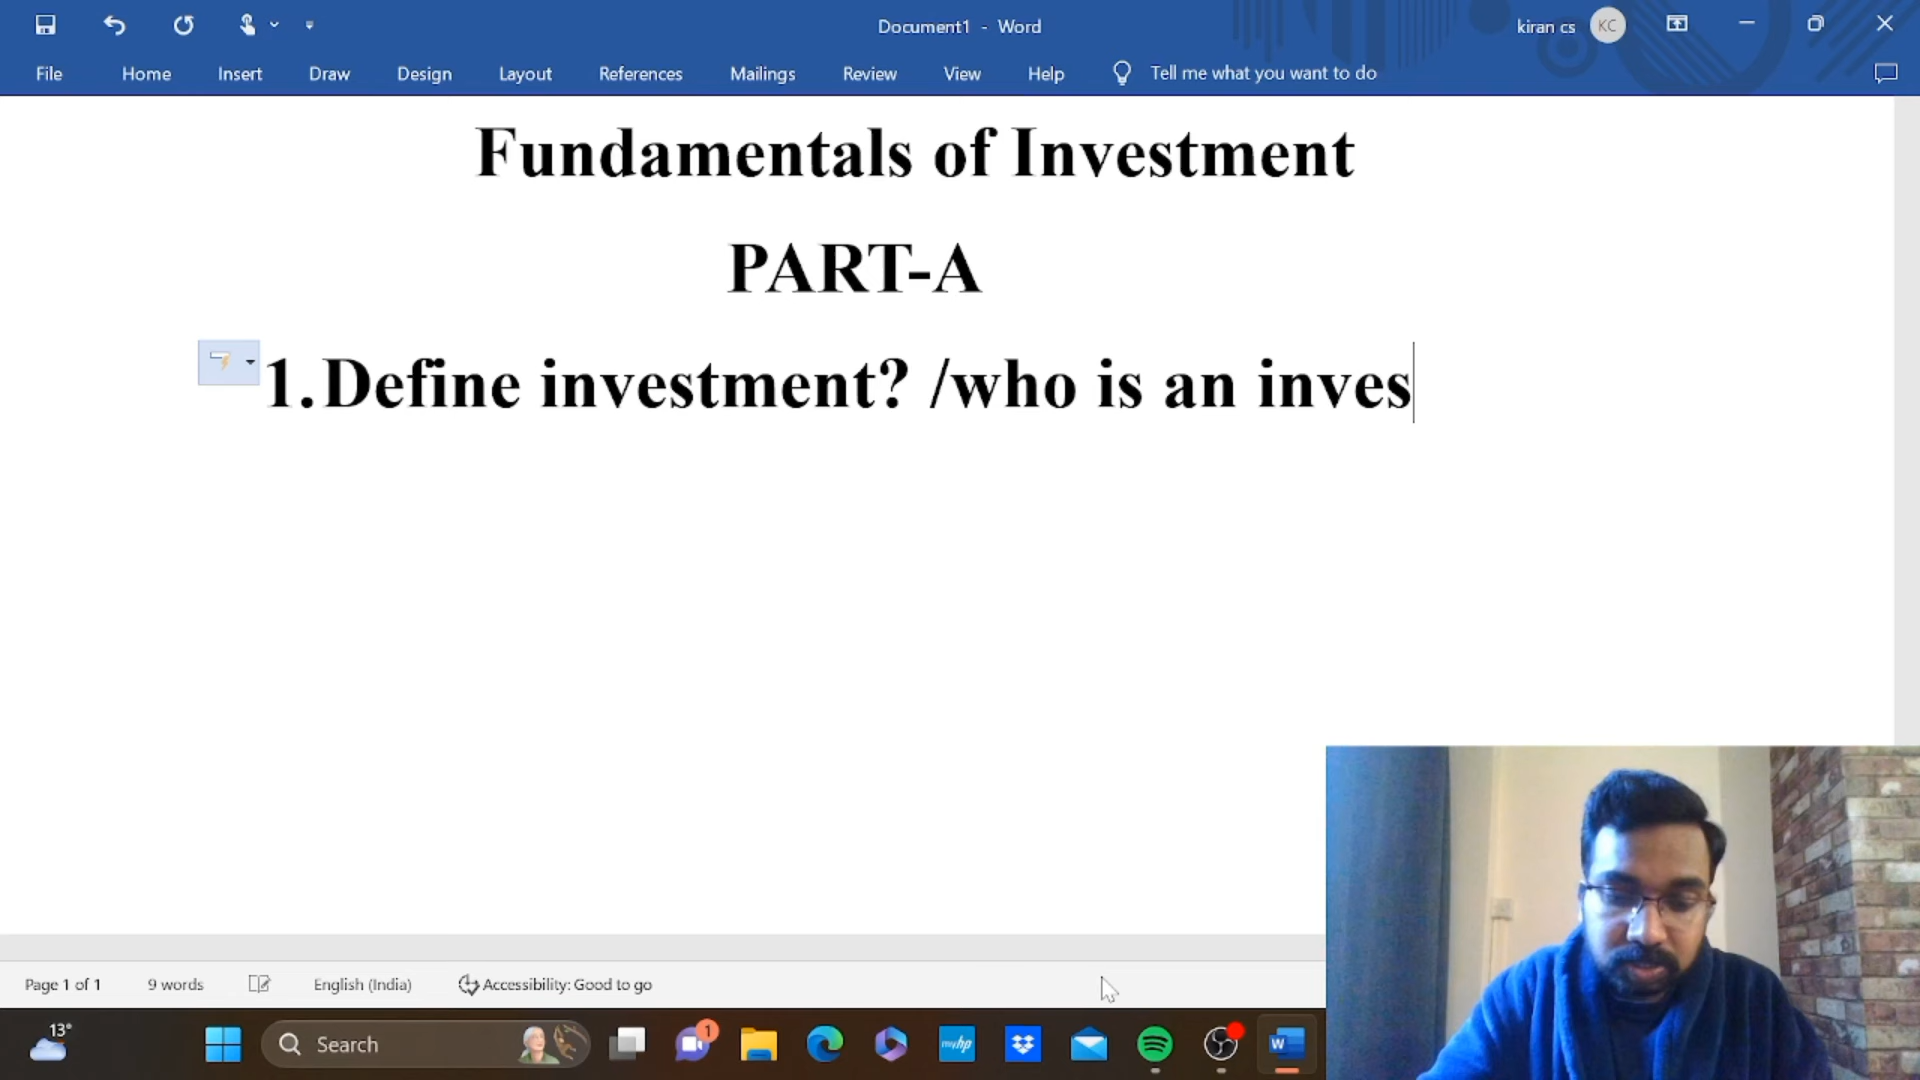 Document1 - Word
kiran cs
KC
File Home Insert Draw Design Layout References Mailings Review View Help Tell me what you want to do
Fundamentals of Investment
PART-A
1. Define investment? /who is an inves
Page 1 of 1 9 words English (India) Accessibility: Good to go
13°
Search
1
myhp
W